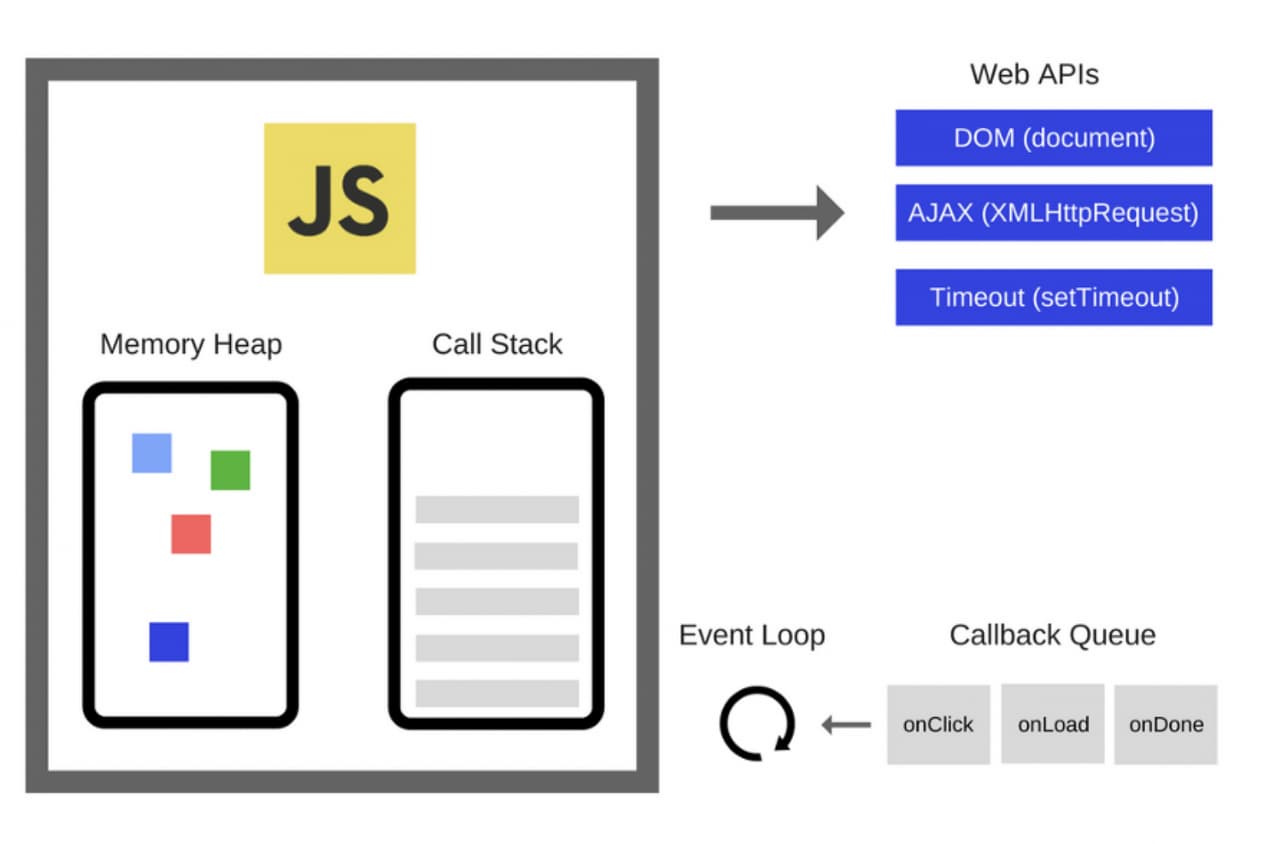 JS
Memory Heap
Call Stack
Web APIs
DOM (document)
AJAX (XMLHttpRequest)
Timeout (setTimeout)
Event Loop
Callback Queue
onClick
onLoad
onDone